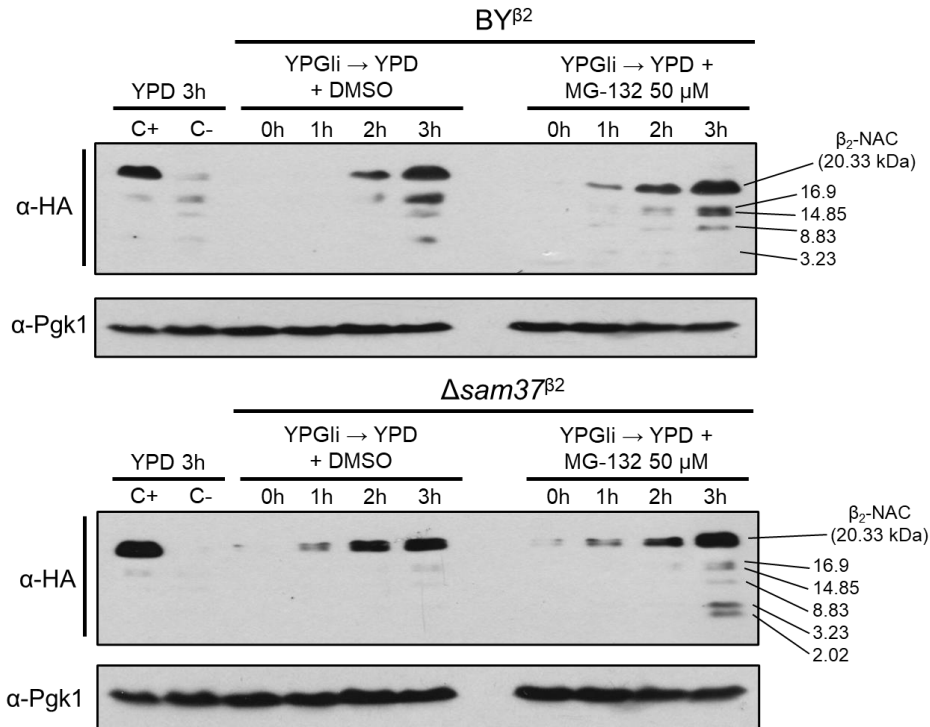 BYβ2
YPD 3h
YPGli → YPD
+ DMSO
YPGli → YPD +
MG-132 50 µM
C+ C- 0h 1h 2h 3h 0h 1h 2h 3h
α-HA
β2-NAC
(20.33 kDa)
16.9
14.85
8.83
3.23
α-Pgk1
Δsam37β2
YPD 3h
YPGli → YPD
+ DMSO
YPGli → YPD +
MG-132 50 µM
C+ C- 0h 1h 2h 3h 0h 1h 2h 3h
α-HA
β2-NAC
(20.33 kDa)
16.9
14.85
8.83
3.23
2.02
α-Pgk1